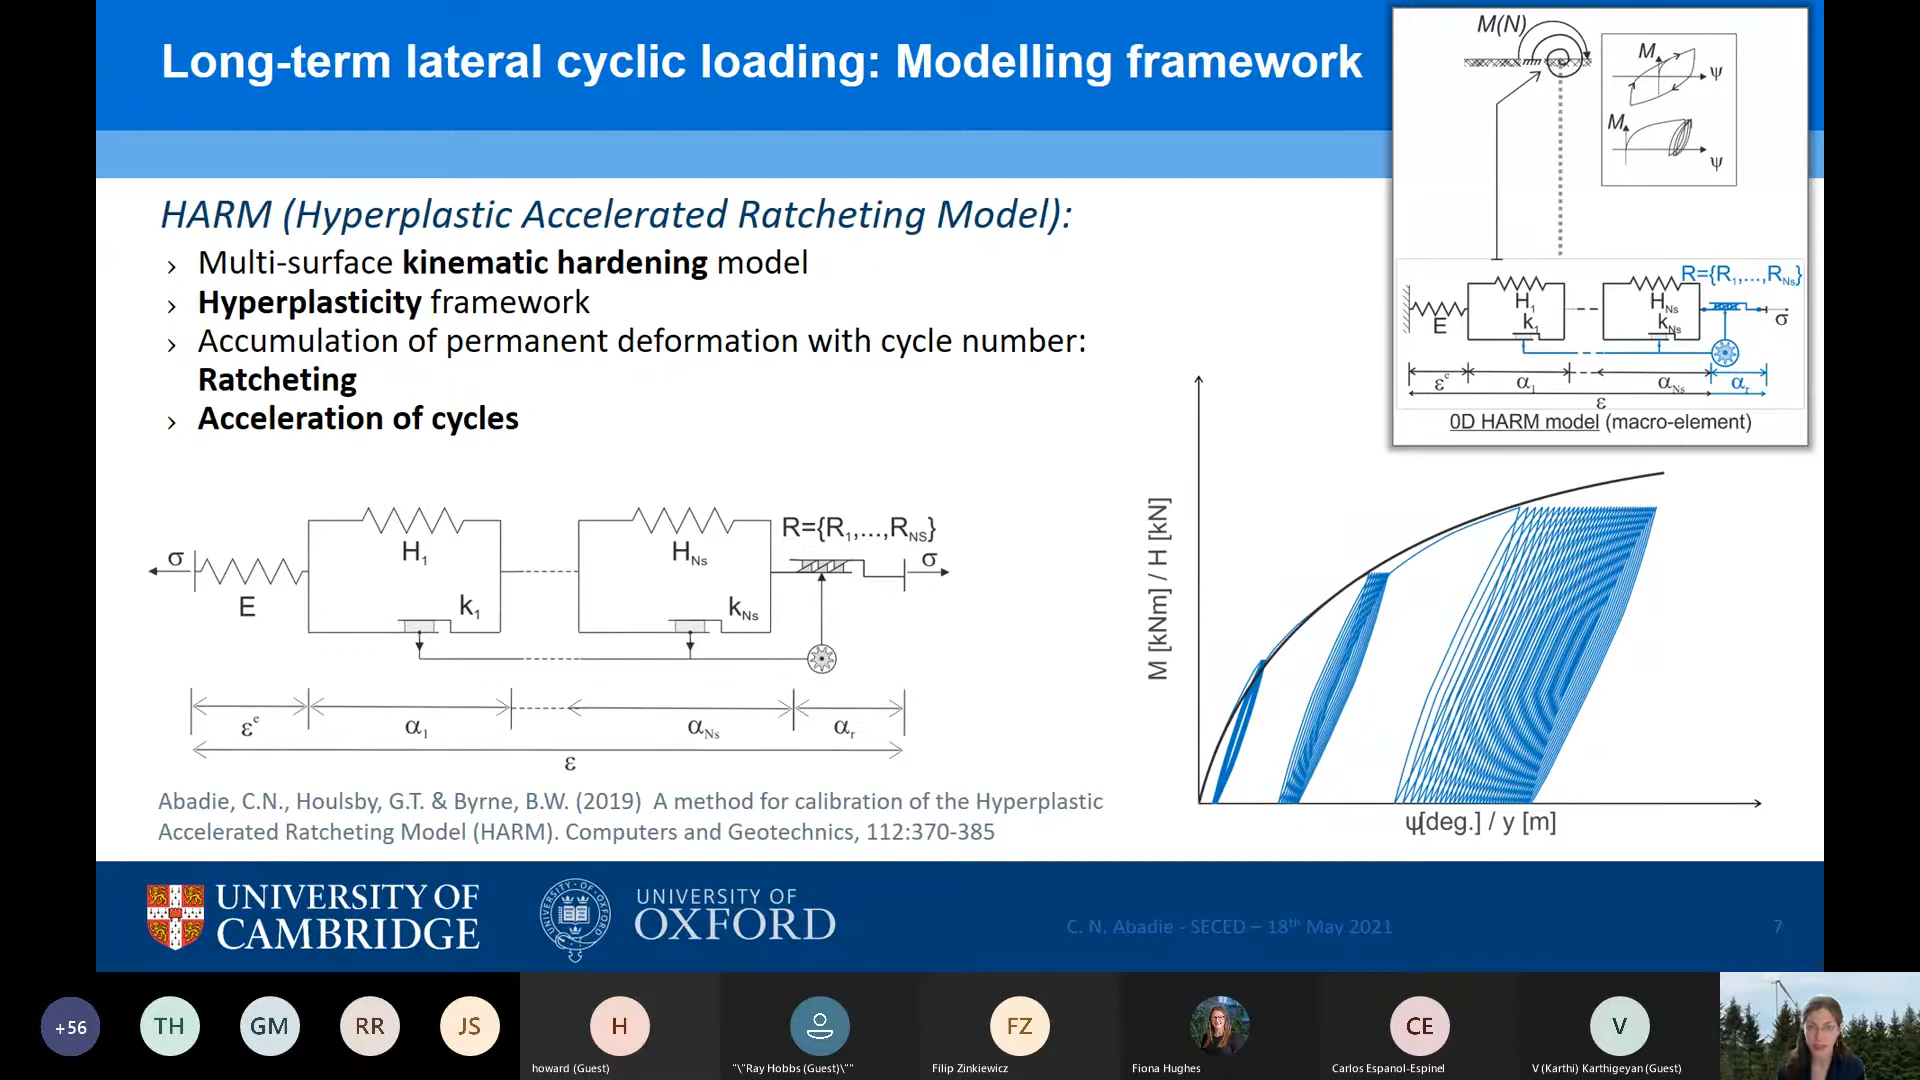 Long-term lateral cyclic loading: Modelling framework
HARM (Hyperplastic Accelerated Ratcheting Model):
› Multi-surface kinematic hardening model
› Hyperplasticity framework
› Accumulation of permanent deformation with cycle number:
Ratcheting
› Acceleration of cycles
M(N)
M
ψ
M
ψ
R={R1,...,RNs}
E
H1
k1
HNs
kNs
σ
εe
α1
αNs
αr
ε
0D HARM model (macro-element)
σ
E
H1
k1
HNs
kNs
R={R1,...,RNS}
σ
εe
α1
αNs
αr
ε
M [kNm] / H [kN]
ψ[deg.] / y [m]
Abadie, C.N., Houlsby, G.T. & Byrne, B.W. (2019) A method for calibration of the Hyperplastic
Accelerated Ratcheting Model (HARM). Computers and Geotechnics, 112:370-385
UNIVERSITY OF
CAMBRIDGE
UNIVERSITY OF
OXFORD
C. N. Abadie - SECED – 18th May 2021
7
+56
TH
GM
RR
JS
H
FZ
CE
V
howard (Guest)
"\"Ray Hobbs (Guest)\""
Filip Zinkiewicz
Fiona Hughes
Carlos Espanol-Espinel
V (Karthi) Karthigeyan (Guest)